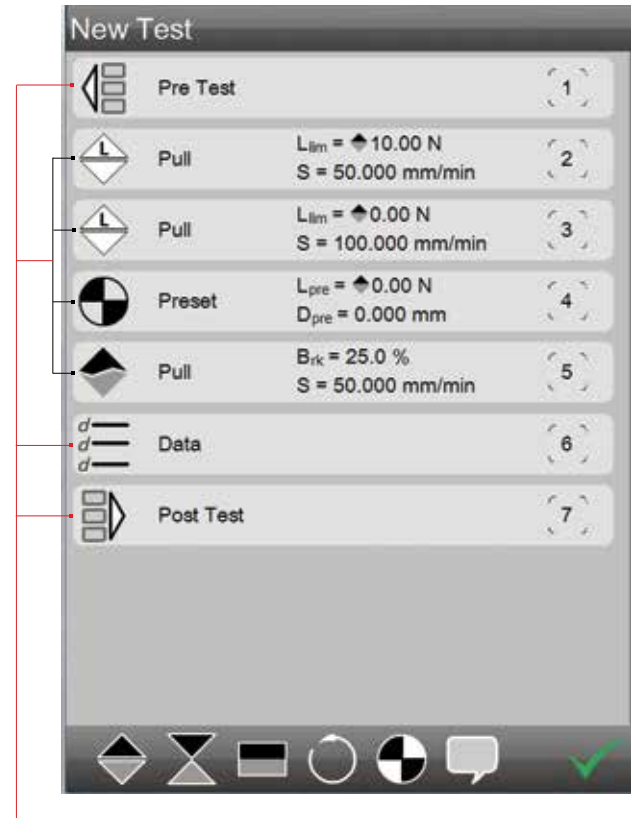 New Test
Pre Test 1
L Pull Llim = 10.00 N 2
S = 50.000 mm/min
L Pull Llim = 0.00 N 3
S = 100.000 mm/min
Preset Lpre = 0.00 N 4
Dpre = 0.000 mm
Pull Brk = 25.0 % 5
S = 50.000 mm/min
d
d Data 6
d
Post Test 7